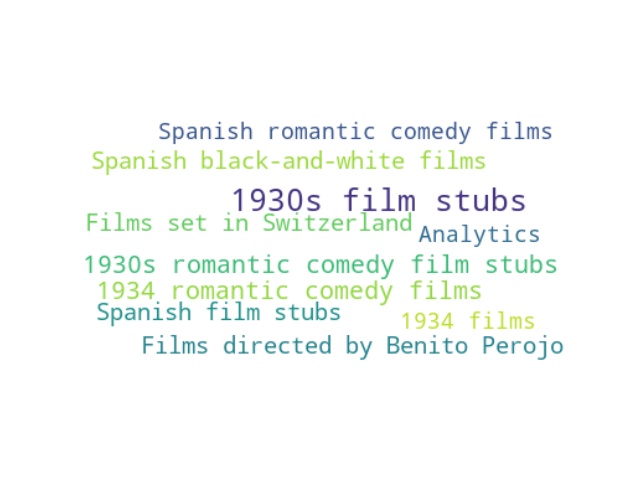 Spanish romantic comedy films
Spanish black-and-white films
1930s film stubs
Films set in Switzerland
Analytics
1930s romantic comedy film stubs
1934 romantic comedy films
Spanish film stubs
1934 films
Films directed by Benito Perojo